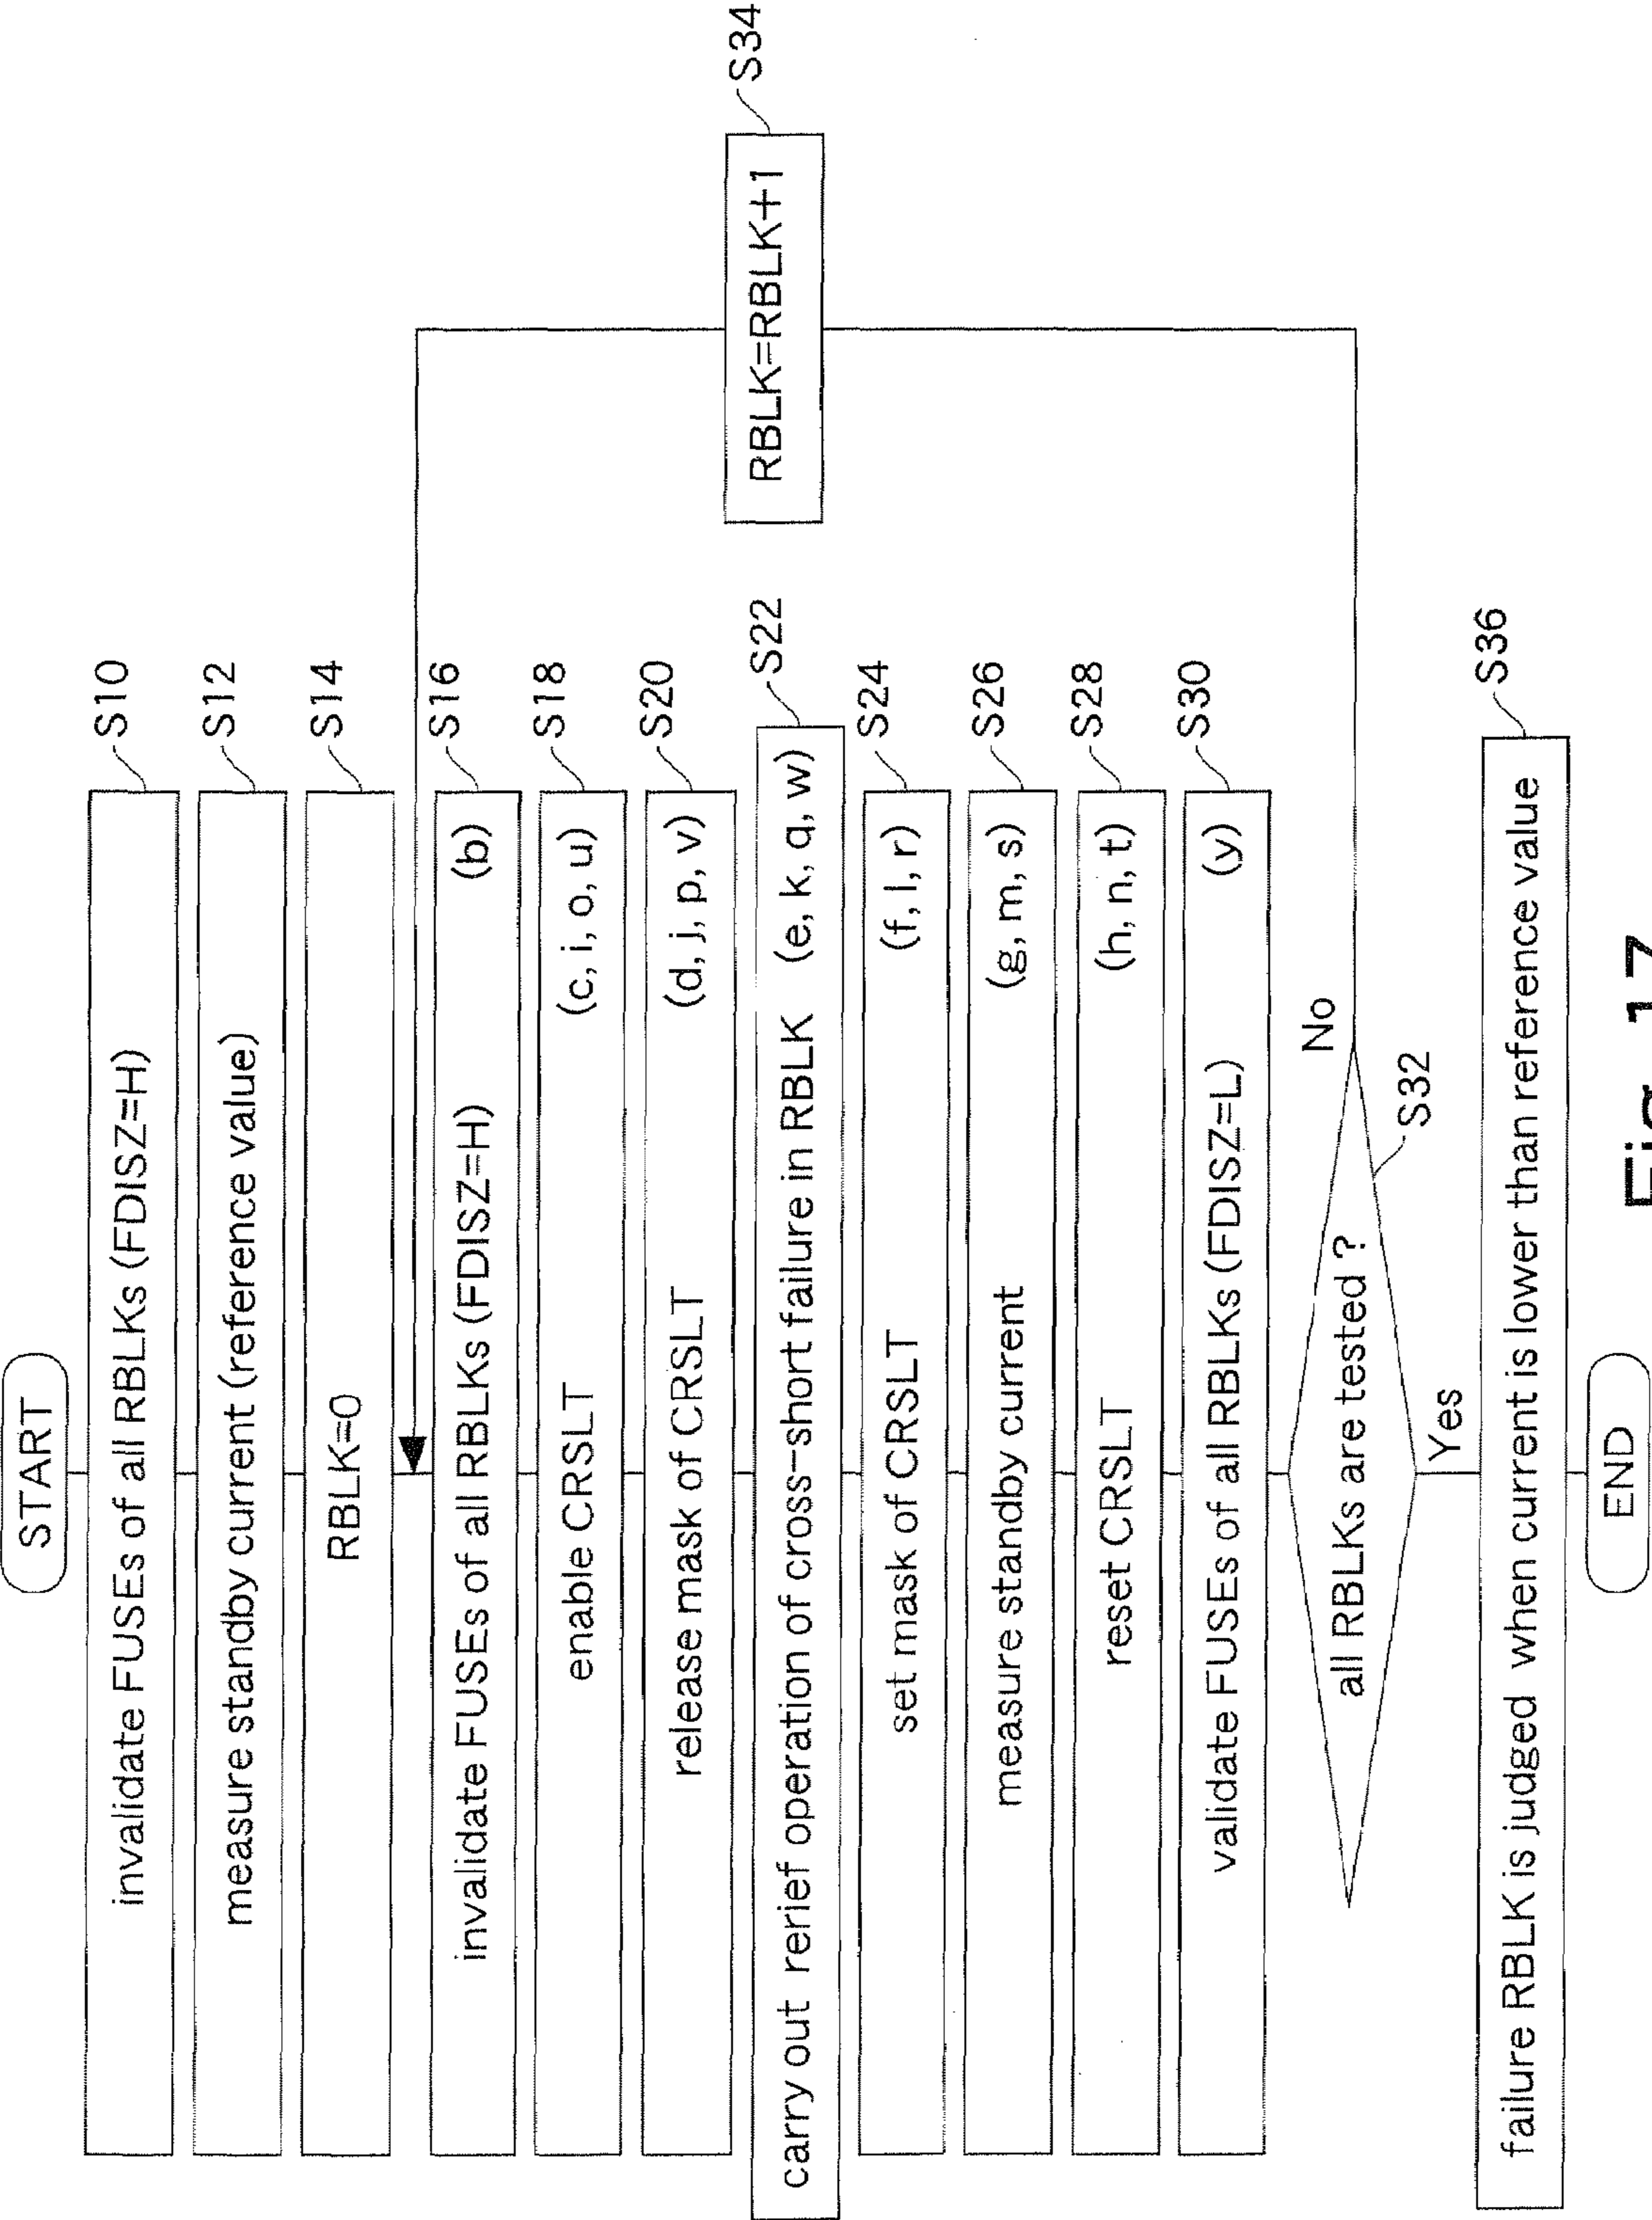 START
invalidate FUSEs of all RBLKs (FDISZ=H)
S10
measure standby current (reference value)
S12
RBLK=0
S14
invalidate FUSEs of all RBLKs (FDISZ=H) (b)
S16
enable CRSLT (c, i, o, u)
S18
release mask of CRSLT (d, j, p, v)
S20
carry out rerief operation of cross-short failure in RBLK (e, k, q, w)
S22
set mask of CRSLT (f, l, r)
S24
measure standby current (g, m, s)
S26
reset CRSLT (h, n, t)
S28
validate FUSEs of all RBLKs (FDISZ=L) (y)
S30
all RBLKs are tested ?
S32
No
RBLK=RBLK+1
S34
Yes
failure RBLK is judged when current is lower than reference value
S36
END
Fig. 17